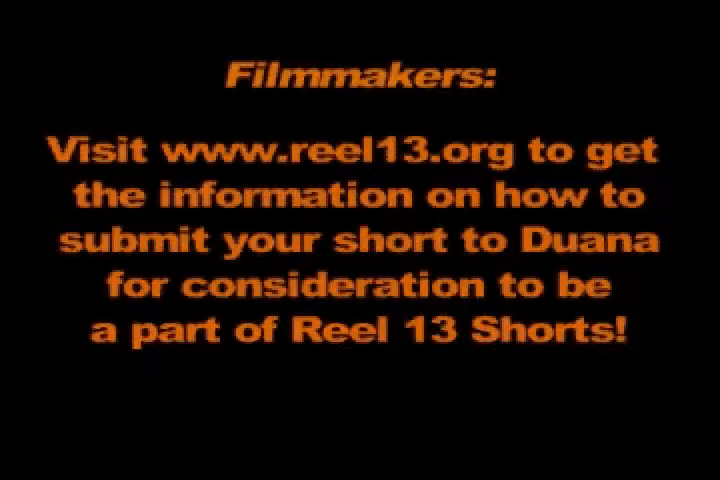 Filmmakers:
Visit www.reel13.org to get
the information on how to
submit your short to Duana
for consideration to be
a part of Reel 13 Shorts!